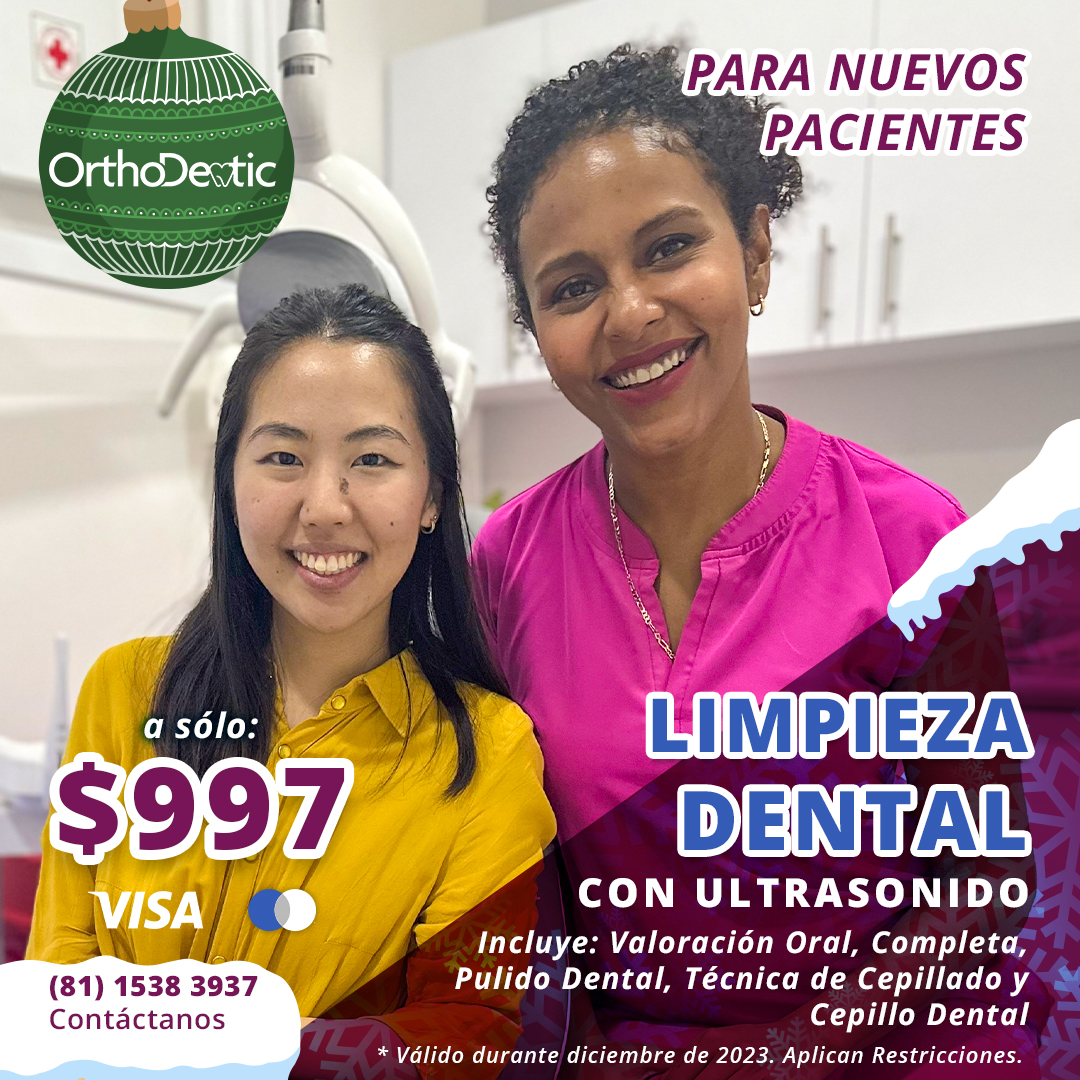 OrthoDentic
PARA NUEVOS
PACIENTES
a sólo:
$997
VISA
LIMPIEZA
DENTAL
CON ULTRASONIDO
Incluye: Valoración Oral, Completa,
Pulido Dental, Técnica de Cepillado y
Cepillo Dental
(81) 1538 3937
Contáctanos
* Válido durante diciembre de 2023. Aplican Restricciones.